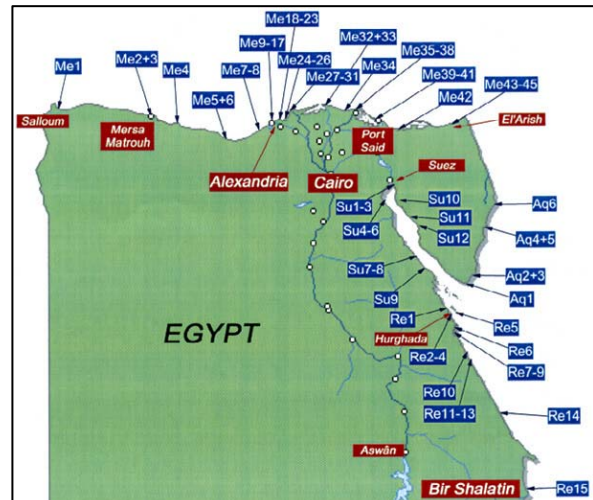 Me18-23
Me9-17
Me32+33
Me24-26
Me35-38
Me1
Me2+3
Me4
Me7-8
Me27-31
Me34
Me39-41
Me5+6
Me42
Me43-45
Salloum
Mersa
Matrouh
Alexandria
Cairo
Port
Said
El'Arish
Suez
Su1-3
Su10
Su4-6
Su11
Su12
Aq6
Aq4+5
Su7-8
Aq2+3
Su9
Aq1
Re1
Re5
EGYPT
Hurghada
Re6
Re2-4
Re7-9
Re10
Re11-13
Re14
Aswân
Bir Shalatin
Re15